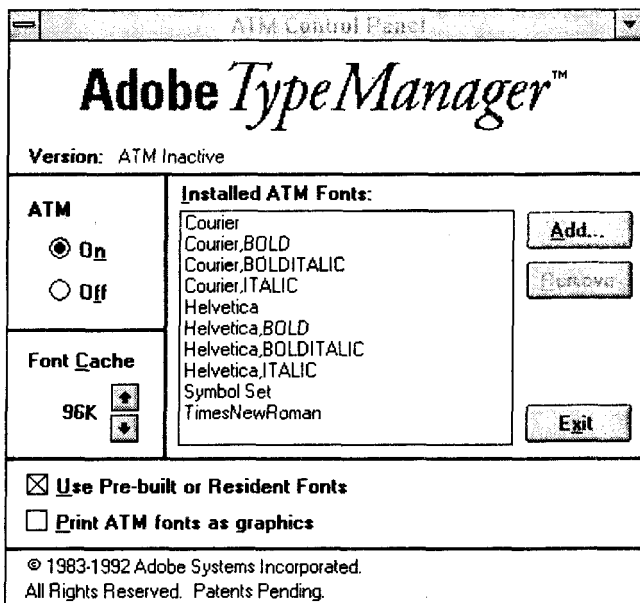 ATM Control Panel
Adobe TypeManager™
Version: ATM Inactive
ATM
On
Off
Font Cache
96K
Installed ATM Fonts:
Courier
Courier,BOLD
Courier,BOLDITALIC
Courier,ITALIC
Helvetica
Helvetica,BOLD
Helvetica,BOLDITALIC
Helvetica,ITALIC
Symbol Set
TimesNewRoman
Add...
Remove
Exit
Use Pre-built or Resident Fonts
Print ATM fonts as graphics
© 1983-1992 Adobe Systems Incorporated.
All Rights Reserved. Patents Pending.